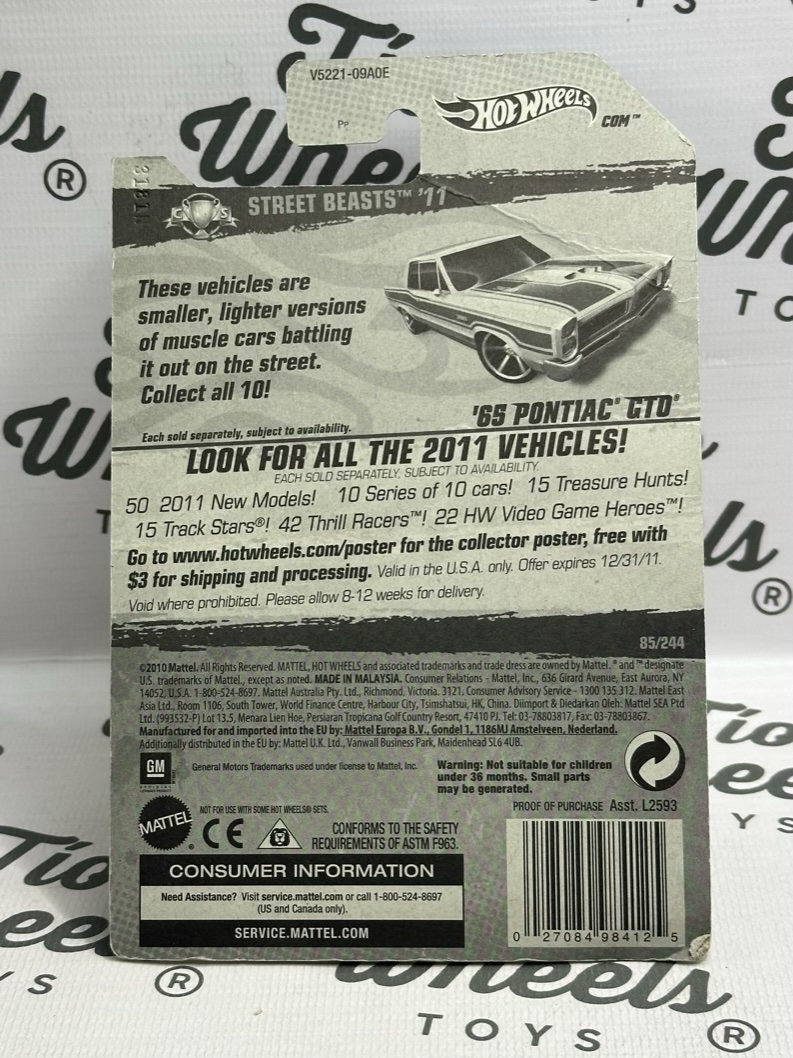 V5221-09A0E
PP
HOT WHEELS
COM™
STREET BEASTS™ '11
These vehicles are
smaller, lighter versions
of muscle cars battling
it out on the street.
Collect all 10!
'65 PONTIAC® GTO®
Each sold separately, subject to availability.
LOOK FOR ALL THE 2011 VEHICLES!
EACH SOLD SEPARATELY, SUBJECT TO AVAILABILITY.
50 2011 New Models! 10 Series of 10 cars! 15 Treasure Hunts!
15 Track Stars®! 42 Thrill Racers™! 22 HW Video Game Heroes™!
Go to www.hotwheels.com/poster for the collector poster, free with
$3 for shipping and processing. Valid in the U.S.A. only. Offer expires 12/31/11.
Void where prohibited. Please allow 8-12 weeks for delivery.
85/244
©2010 Mattel. All Rights Reserved. MATTEL, HOT WHEELS and associated trademarks and trade dress are owned by Mattel. ® and ™ designate
U.S. trademarks of Mattel, except as noted. MADE IN MALAYSIA. Consumer Relations - Mattel, Inc., 636 Girard Avenue, East Aurora, NY
14052, U.S.A. 1-800-524-8697. Mattel Australia Pty. Ltd., Richmond, Victoria. 3121. Consumer Advisory Service - 1300 135 312. Mattel East
Asia Ltd., Room 1106, South Tower, World Finance Centre, Harbour City, Tsimshatsui, HK, China. Diimport & Diedarkan Oleh: Mattel SEA Ptd
Ltd. (993532-P) Lot 13.5, Menara Lien Hoe, Persiaran Tropicana Golf Country Resort, 47410 PJ. Tel: 03-78803817, Fax: 03-78803867.
Manufactured for and imported into the EU by: Mattel Europa B.V., Gondel 1, 1186MJ Amstelveen, Nederland.
Additionally distributed in the EU by: Mattel U.K. Ltd., Vanwall Business Park, Maidenhead SL6 4UB.
GM
General Motors Trademarks used under license to Mattel, Inc.
Warning: Not suitable for children
under 36 months. Small parts
may be generated.
PROOF OF PURCHASE Asst. L2593
MATTEL®
NOT FOR USE WITH SOME HOT WHEELS® SETS.
CE
CONFORMS TO THE SAFETY
REQUIREMENTS OF ASTM F963.
CONSUMER INFORMATION
Need Assistance? Visit service.mattel.com or call 1-800-524-8697
(US and Canada only).
SERVICE.MATTEL.COM
0 27084 98412 5
Wheels
TOYS ®